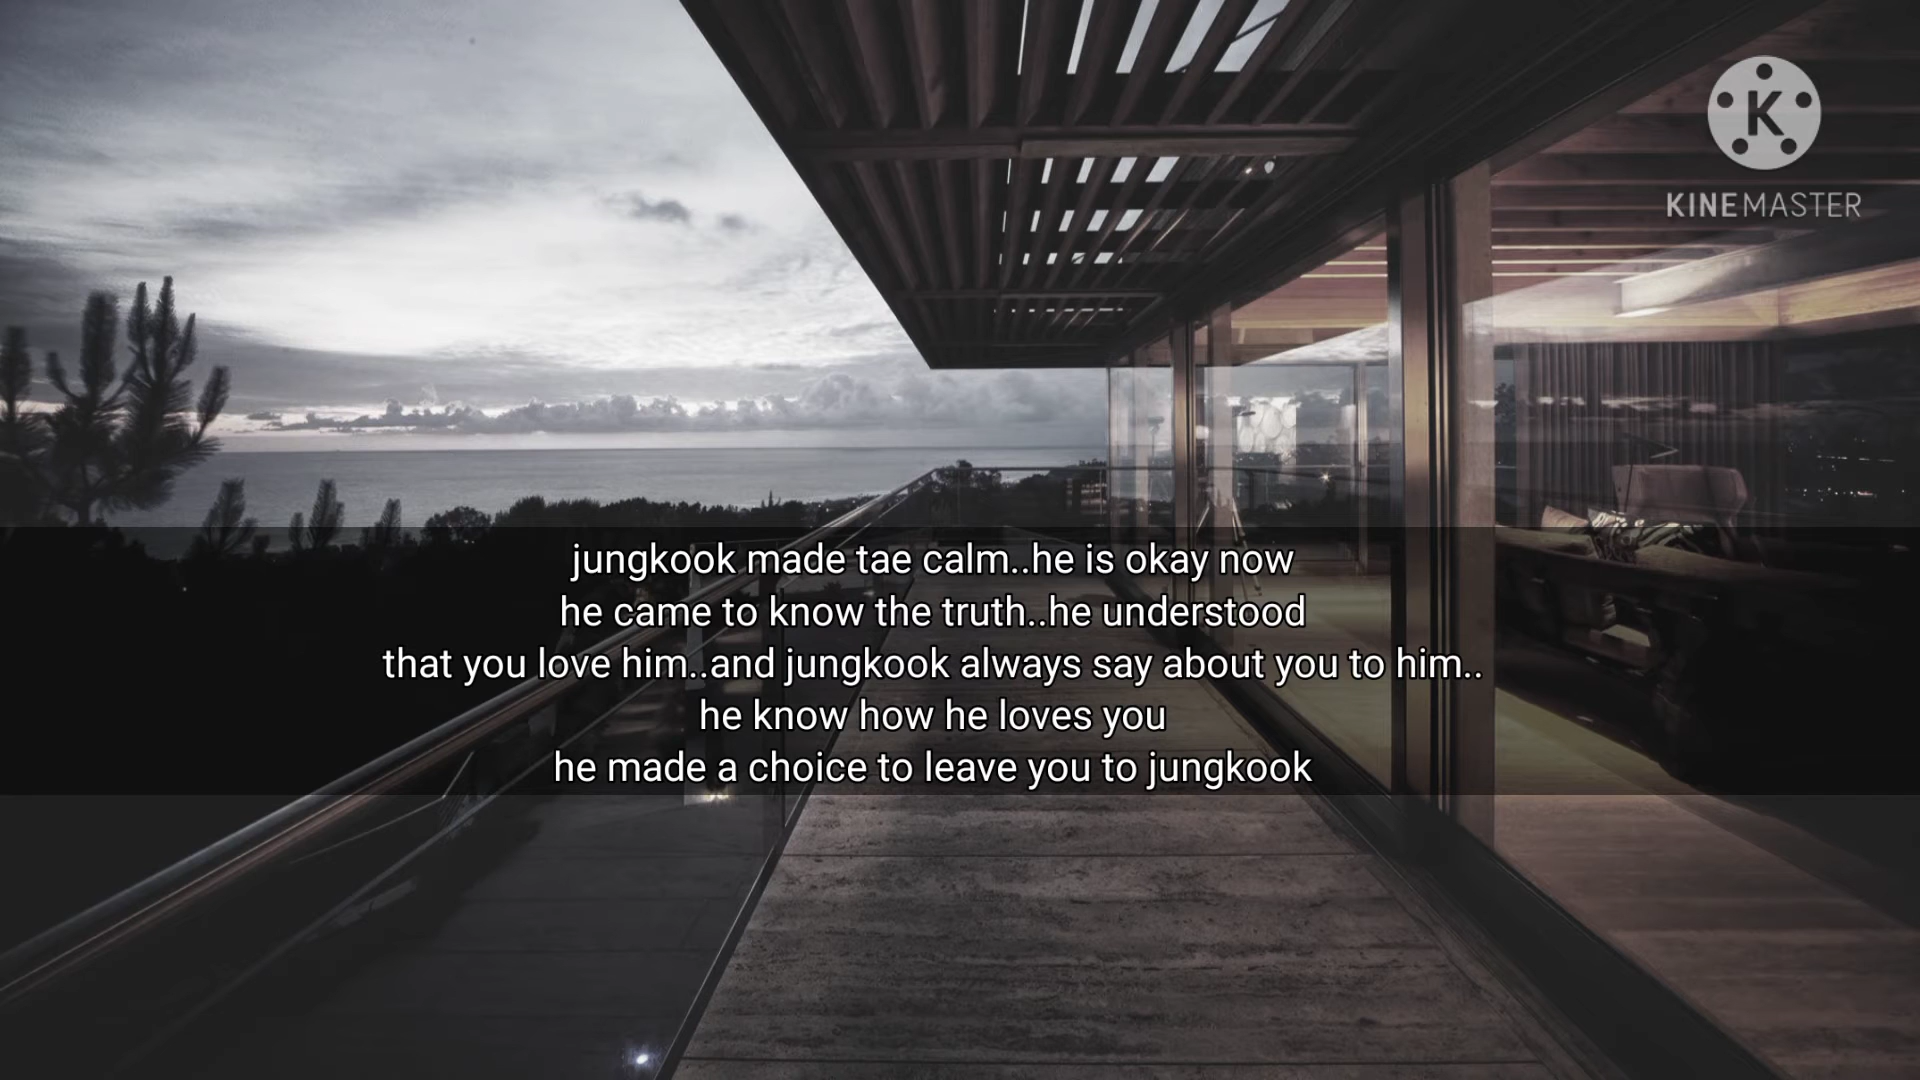 KINEMASTER
jungkook made tae calm..he is okay now
he came to know the truth..he understood
that you love him..and jungkook always say about you to him..
he know how he loves you
he made a choice to leave you to jungkook